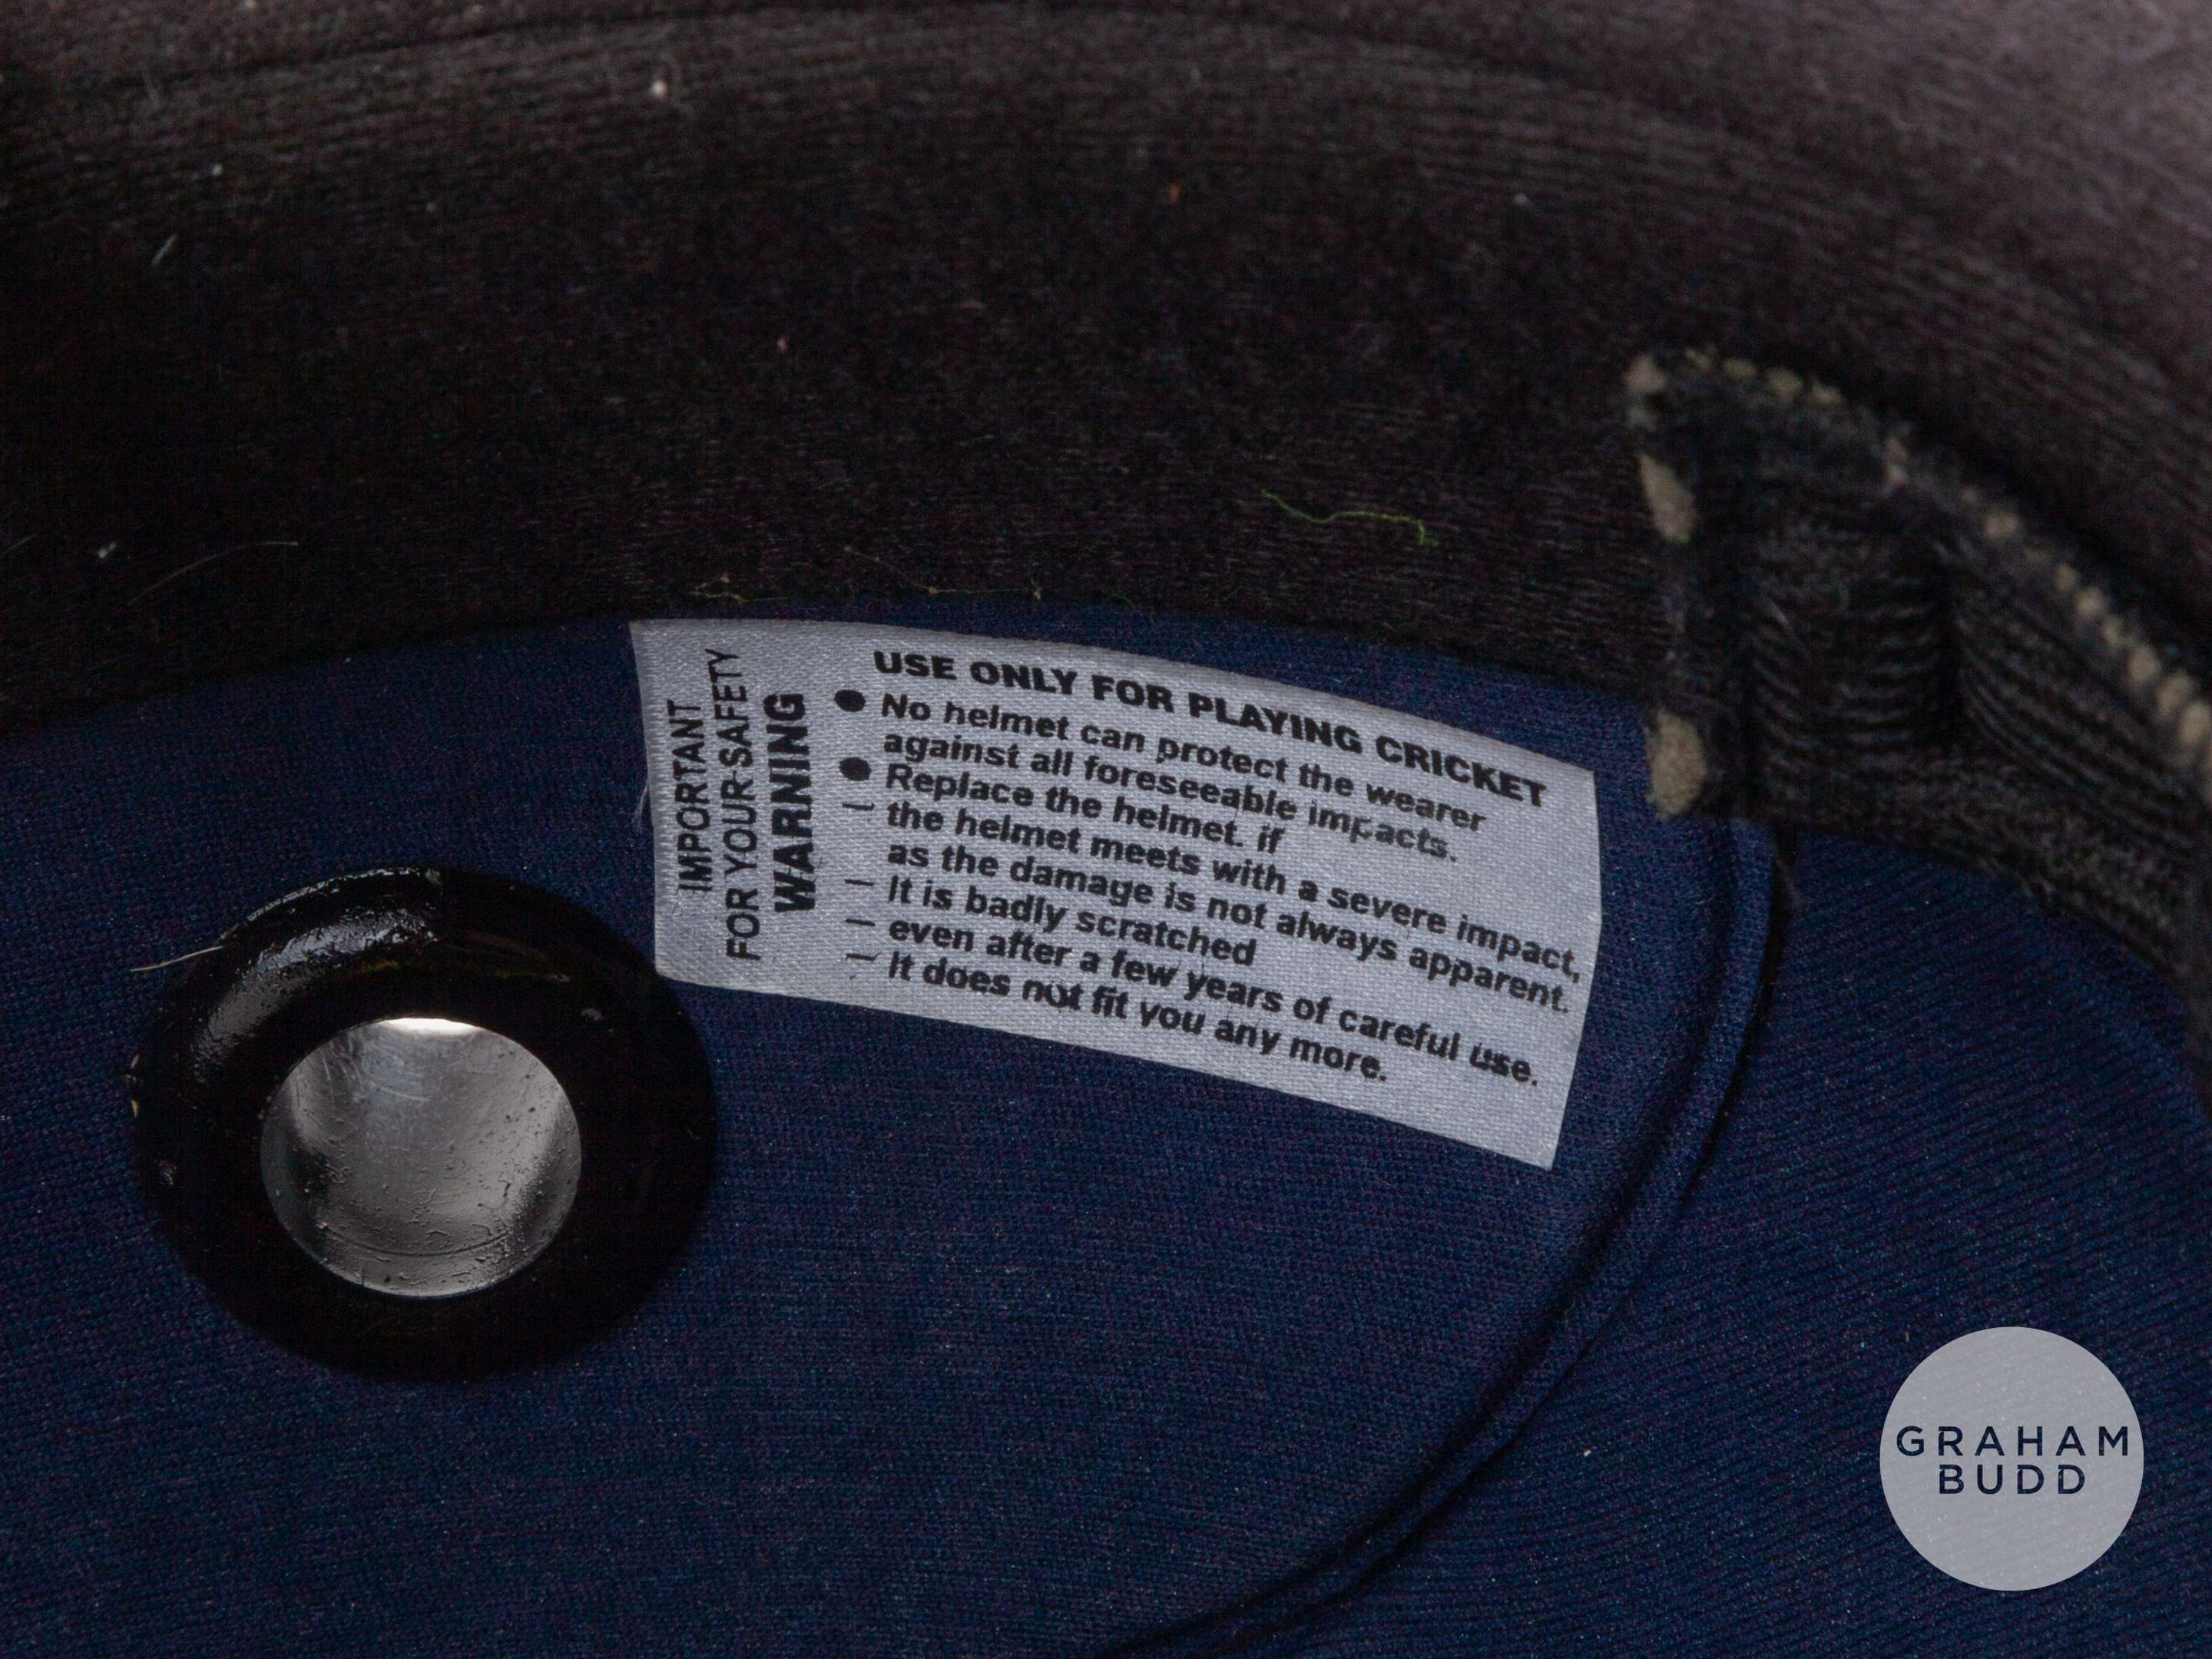 IMPORTANT
FOR YOUR SAFETY
WARNING
USE ONLY FOR PLAYING CRICKET
● No helmet can protect the wearer
against all foreseeable impacts.
● Replace the helmet. if
– the helmet meets with a severe impact,
as the damage is not always apparent.
– It is badly scratched
– even after a few years of careful use.
– It does not fit you any more.
GRAHAM
BUDD